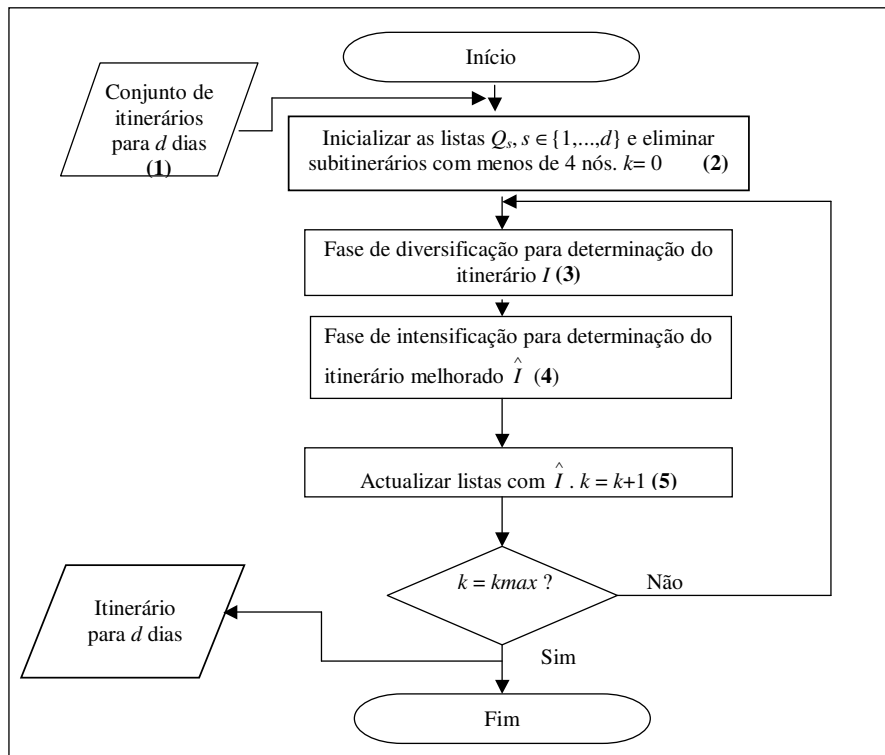 Início
Conjunto de
itinerários
para d dias
(1)
Inicializar as listas Qs, s ∈ {1,...,d} e eliminar
subitinerários com menos de 4 nós. k= 0 (2)
Fase de diversificação para determinação do
itinerário I (3)
Fase de intensificação para determinação do
itinerário melhorado Î (4)
Actualizar listas com Î . k = k+1 (5)
k = kmax ?
Não
Itinerário
para d dias
Sim
Fim